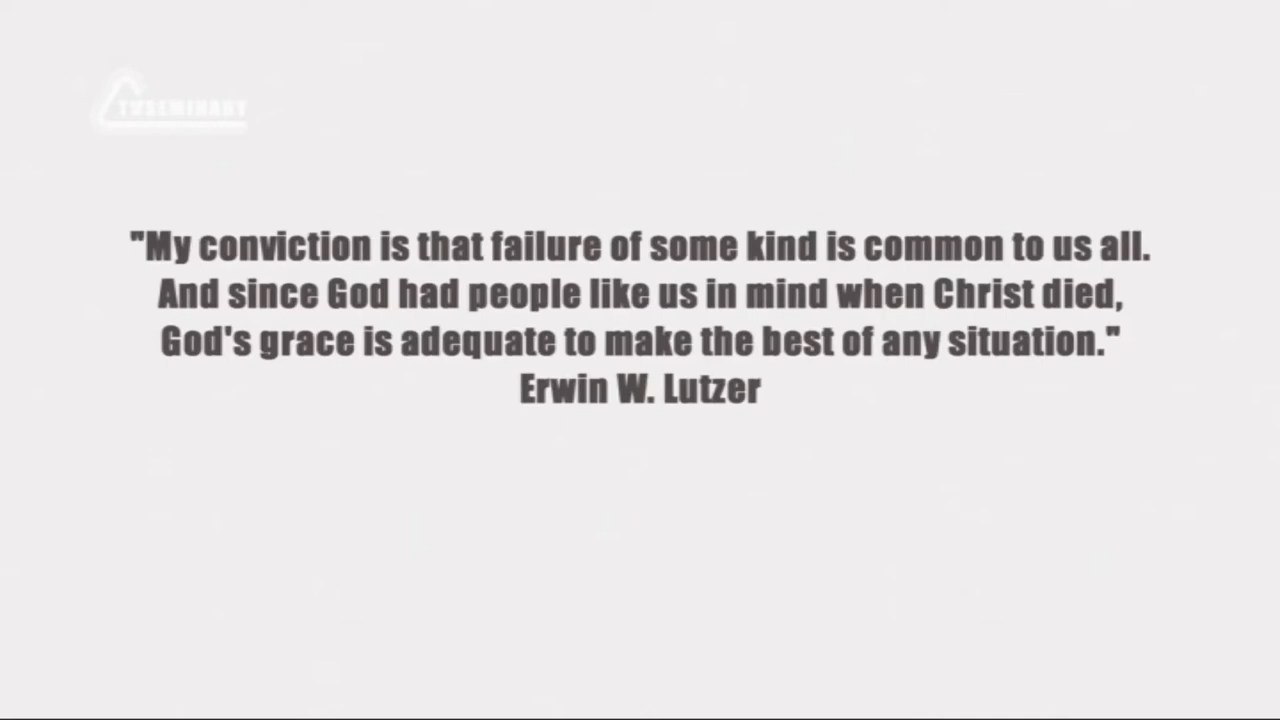 TVSEMINARY
"My conviction is that failure of some kind is common to us all.
And since God had people like us in mind when Christ died,
God's grace is adequate to make the best of any situation."
Erwin W. Lutzer